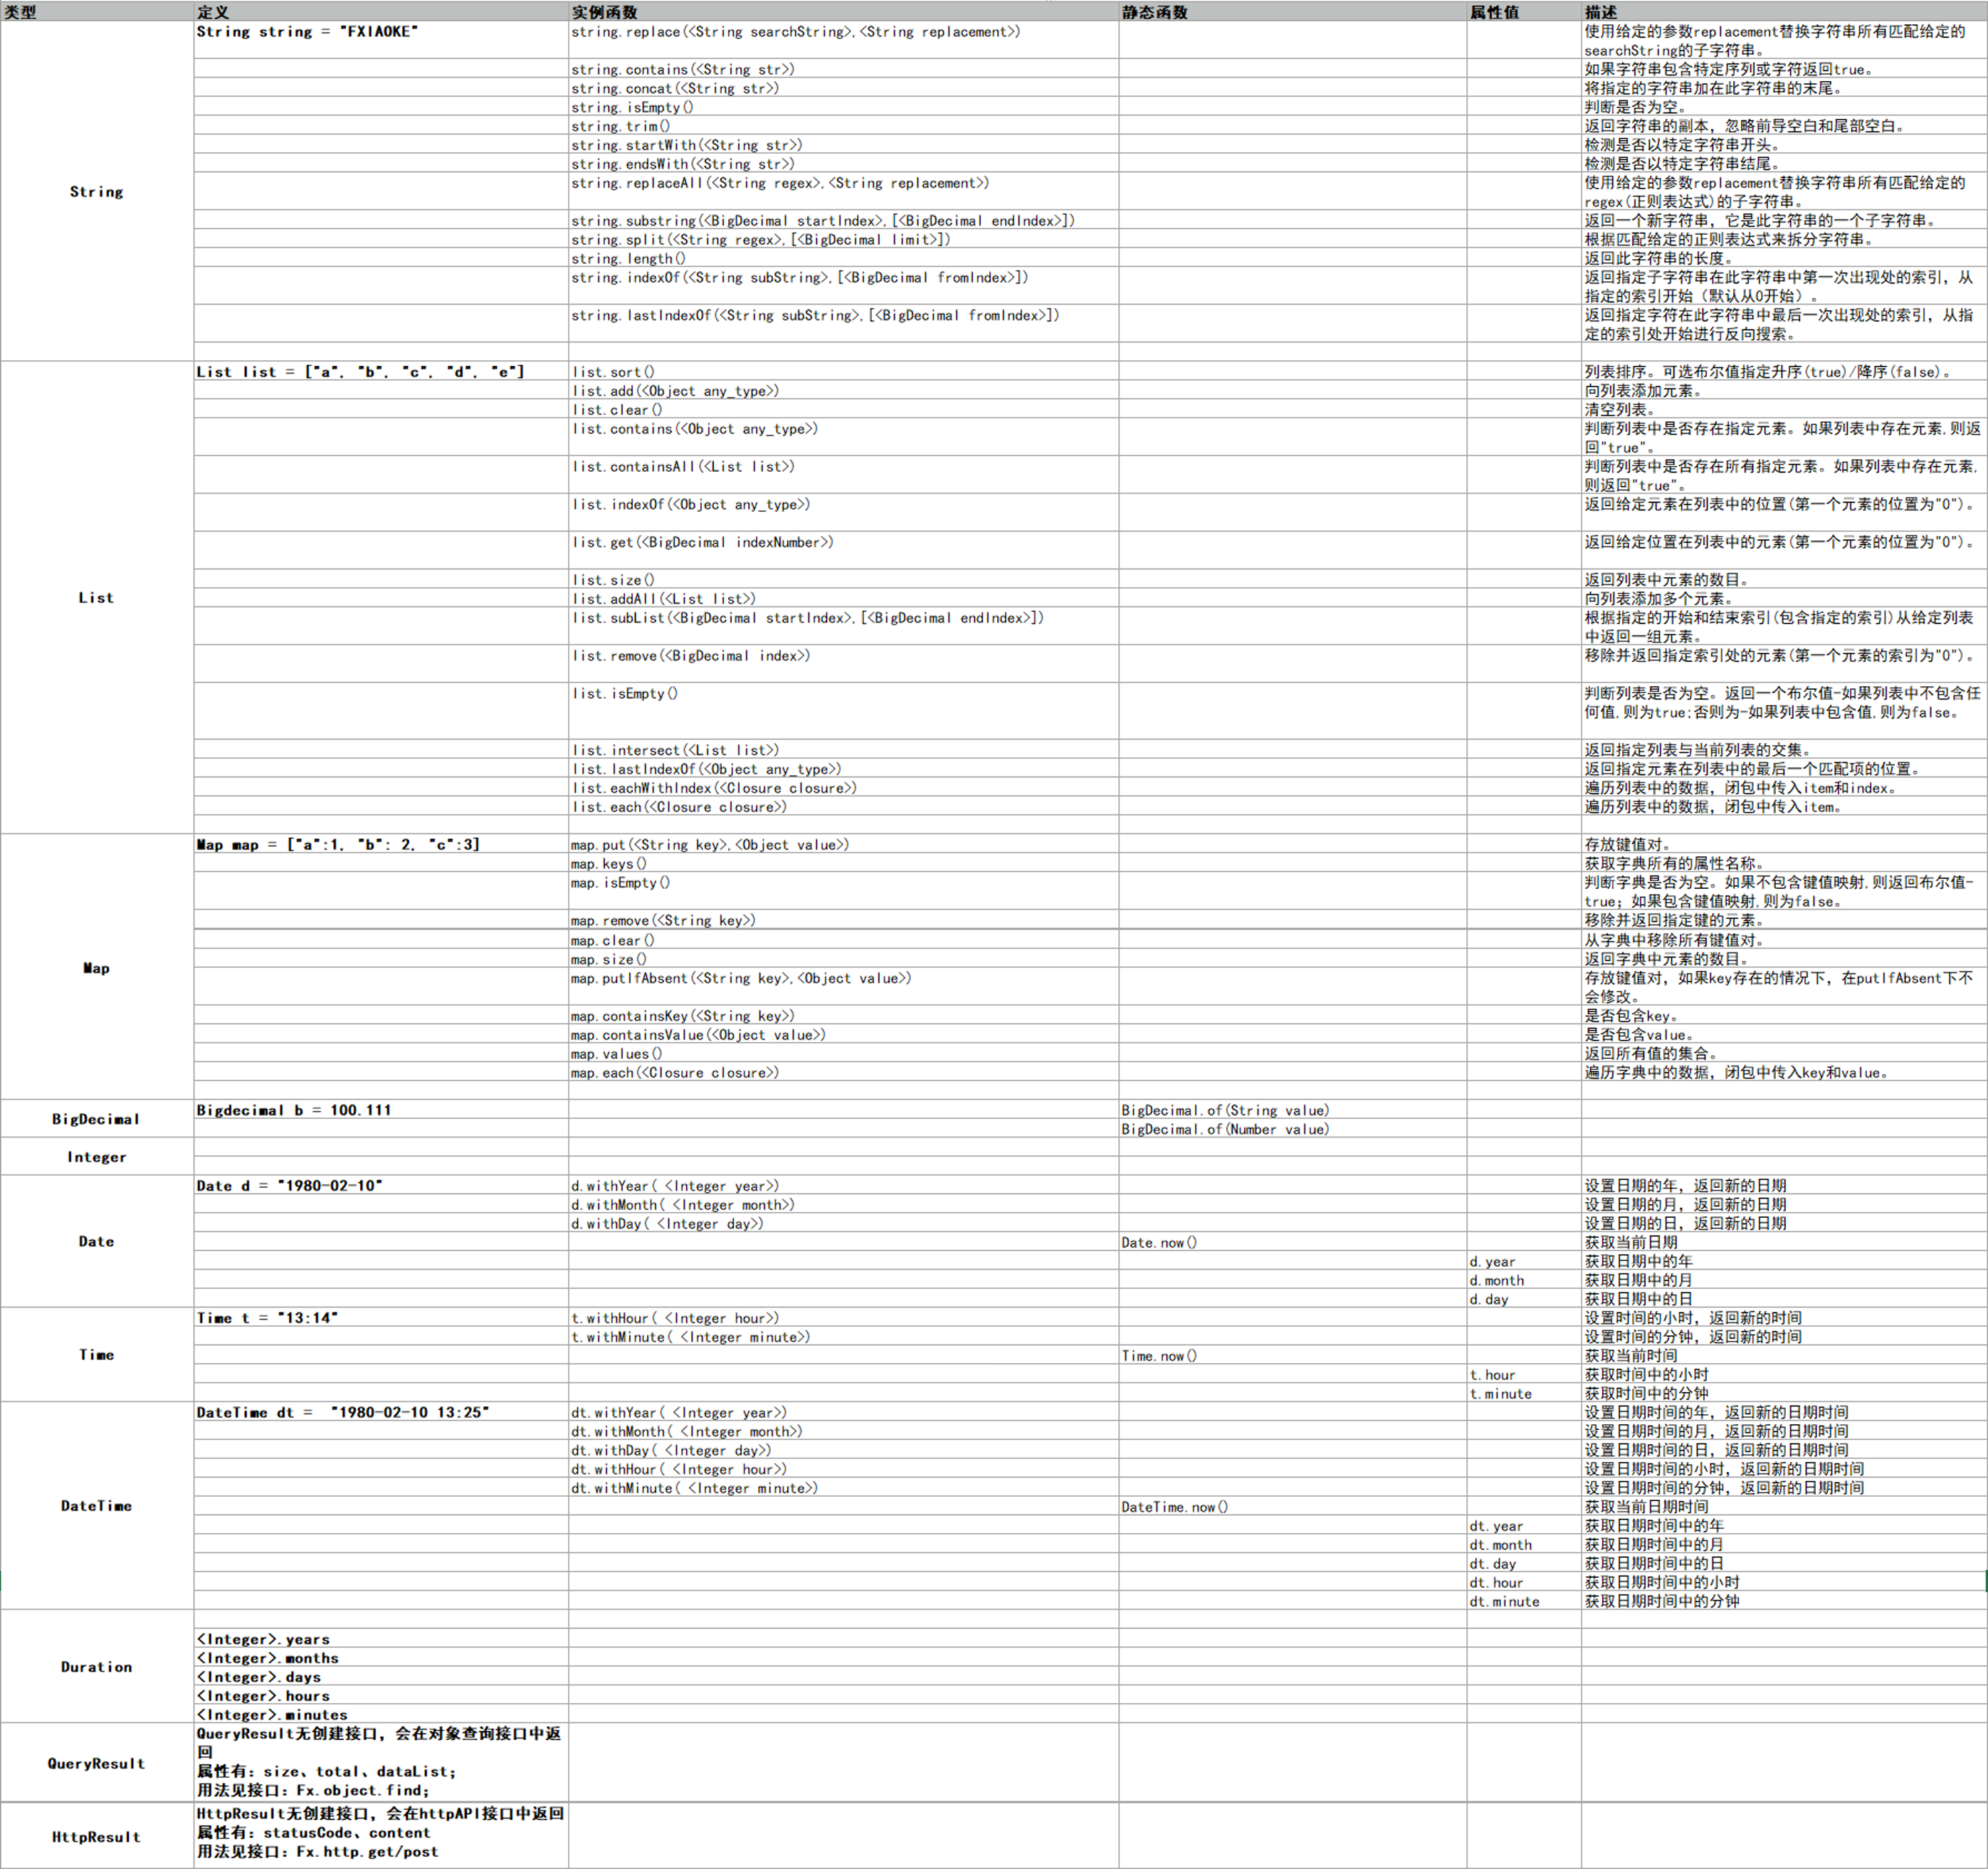 类型 定义 实例函数 静态函数 属性值 描述
String String string = "FXIAOKE" string.replace(<String searchString>,<String replacement>) 使用给定的参数replacement替换字符串所有匹配给定的
searchString的子字符串。
string.contains(<String str>) 如果字符串包含特定序列或字符返回true。
string.concat(<String str>) 将指定的字符串加在此字符串的末尾。
string.isEmpty() 判断是否为空。
string.trim() 返回字符串的副本，忽略前导空白和尾部空白。
string.startWith(<String str>) 检测是否以特定字符串开头。
string.endsWith(<String str>) 检测是否以特定字符串结尾。
string.replaceAll(<String regex>,<String replacement>) 使用给定的参数replacement替换字符串所有匹配给定的
regex(正则表达式)的子字符串。
string.substring(<BigDecimal startIndex>,[<BigDecimal endIndex>]) 返回一个新字符串，它是此字符串的一个子字符串。
string.split(<String regex>,[<BigDecimal limit>]) 根据匹配给定的正则表达式来拆分字符串。
string.length() 返回此字符串的长度。
string.indexOf(<String subString>,[<BigDecimal fromIndex>]) 返回指定子字符串在此字符串中第一次出现处的索引，从
指定的索引开始（默认从0开始）。
string.lastIndexOf(<String subString>,[<BigDecimal fromIndex>]) 返回指定字符在此字符串中最后一次出现处的索引，从指
定的索引处开始进行反向搜索。
List List list = ["a", "b", "c", "d", "e"] list.sort() 列表排序。可选布尔值指定升序(true)/降序(false)。
list.add(<Object any_type>) 向列表添加元素。
list.clear() 清空列表。
list.contains(<Object any_type>) 判断列表中是否存在指定元素。如果列表中存在元素,则返
回"true"。
list.containsAll(<List list>) 判断列表中是否存在所有指定元素。如果列表中存在元素,
则返回"true"。
list.indexOf(<Object any_type>) 返回给定元素在列表中的位置(第一个元素的位置为"0")。
list.get(<BigDecimal indexNumber>) 返回给定位置在列表中的元素(第一个元素的位置为"0")。
list.size() 返回列表中元素的数目。
list.addAll(<List list>) 向列表添加多个元素。
list.subList(<BigDecimal startIndex>,[<BigDecimal endIndex>]) 根据指定的开始和结束索引(包含指定的索引)从给定列表
中返回一组元素。
list.remove(<BigDecimal index>) 移除并返回指定索引处的元素(第一个元素的索引为"0")。
list.isEmpty() 判断列表是否为空。返回一个布尔值-如果列表中不包含任
何值,则为true;否则为-如果列表中包含值,则为false。
list.intersect(<List list>) 返回指定列表与当前列表的交集。
list.lastIndexOf(<Object any_type>) 返回指定元素在列表中的最后一个匹配项的位置。
list.eachWithIndex(<Closure closure>) 遍历列表中的数据，闭包中传入item和index。
list.each(<Closure closure>) 遍历列表中的数据，闭包中传入item。
Map Map map = ["a":1, "b": 2, "c":3] map.put(<String key>,<Object value>) 存放键值对。
map.keys() 获取字典所有的属性名称。
map.isEmpty() 判断字典是否为空。如果不包含键值映射,则返回布尔值-
true；如果包含键值映射,则为false。
map.remove(<String key>) 移除并返回指定键的元素。
map.clear() 从字典中移除所有键值对。
map.size() 返回字典中元素的数目。
map.putIfAbsent(<String key>,<Object value>) 存放键值对，如果key存在的情况下，在putIfAbsent下不
会修改。
map.containsKey(<String key>) 是否包含key。
map.containsValue(<Object value>) 是否包含value。
map.values() 返回所有值的集合。
map.each(<Closure closure>) 遍历字典中的数据，闭包中传入key和value。
BigDecimal Bigdecimal b = 100.111 BigDecimal.of(String value)
BigDecimal.of(Number value)
Integer
Date Date d = "1980-02-10" d.withYear( <Integer year>) 设置日期的年，返回新的日期
d.withMonth( <Integer month>) 设置日期的月，返回新的日期
d.withDay( <Integer day>) 设置日期的日，返回新的日期
Date.now() 获取当前日期
d.year 获取日期中的年
d.month 获取日期中的月
d.day 获取日期中的日
Time Time t = "13:14" t.withHour( <Integer hour>) 设置时间的小时，返回新的时间
t.withMinute( <Integer minute>) 设置时间的分钟，返回新的时间
Time.now() 获取当前时间
t.hour 获取时间中的小时
t.minute 获取时间中的分钟
DateTime DateTime dt =  "1980-02-10 13:25" dt.withYear( <Integer year>) 设置日期时间的年，返回新的日期时间
dt.withMonth( <Integer month>) 设置日期时间的月，返回新的日期时间
dt.withDay( <Integer day>) 设置日期时间的日，返回新的日期时间
dt.withHour( <Integer hour>) 设置日期时间的小时，返回新的日期时间
dt.withMinute( <Integer minute>) 设置日期时间的分钟，返回新的日期时间
DateTime.now() 获取当前日期时间
dt.year 获取日期时间中的年
dt.month 获取日期时间中的月
dt.day 获取日期时间中的日
dt.hour 获取日期时间中的小时
dt.minute 获取日期时间中的分钟
Duration <Integer>.years
<Integer>.months
<Integer>.days
<Integer>.hours
<Integer>.minutes
QueryResult QueryResult无创建接口，会在对象查询接口中返
回
属性有：size、total、dataList；
用法见接口：Fx.object.find；
HttpResult HttpResult无创建接口，会在httpAPI接口中返回
属性有：statusCode、content
用法见接口：Fx.http.get/post